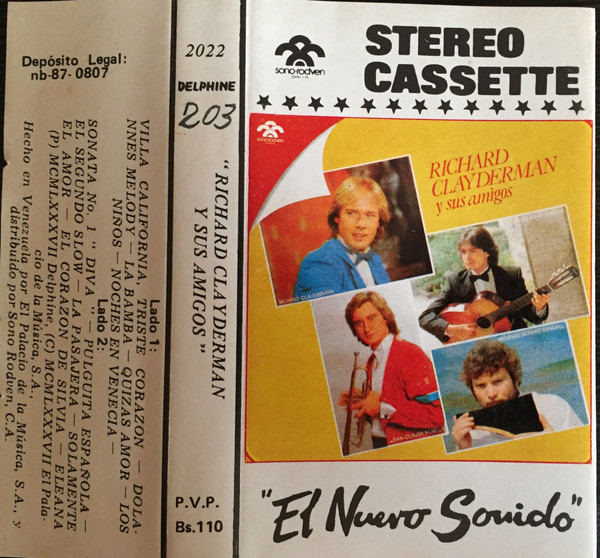 Depósito Legal:
nb-87-0807
Lado 1:
VILLA CALIFORNIA, TRISTE CORAZON — DOLA-
NNES MELODY — LA BAMBA — QUIZAS AMOR — LOS
NIÑOS — NOCHES EN VENECIA —
Lado 2:
SONATA No. 1 " DIVA " — PULGUITA ESPAÑOLA —
EL SEGUNDO SLOW — LA PASAJERA — SOLAMENTE
EL AMOR — EL CORAZON DE SILVIA — ELEANA
(P) MCMLXXXVII Delphine, (C) MCMLXXXVII El Pala-
cio de la Música, S.A.,
Hecho en Venezuela por El Palacio de la Música, S.A., y
distribuido por Sono Rodven, C.A.
2022
DELPHINE
203
"RICHARD CLAYDERMAN
Y SUS AMIGOS"
P.V.P.
Bs.110
sono-rodven
STEREO
CASSETTE
sono-rodven
RICHARD
CLAYDERMAN
y sus amigos
RICHARD CLAYDERMAN
"El Nuevo Sonido"